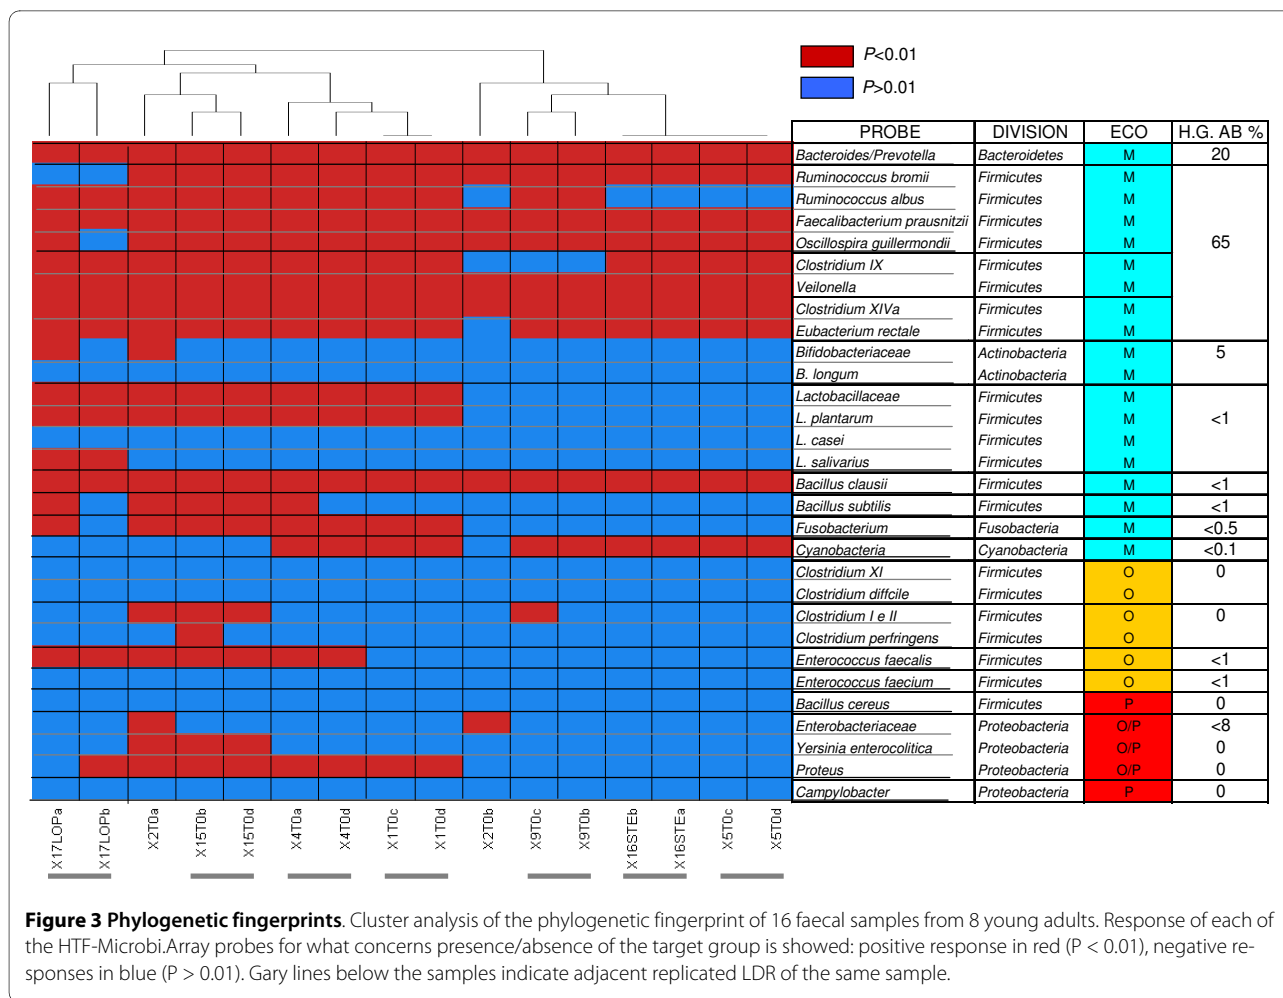 P<0.01
P>0.01
PROBE DIVISION ECO H.G. AB %
Bacteroides/Prevotella Bacteroidetes M 20
Ruminococcus bromii Firmicutes M
Ruminococcus albus Firmicutes M
Faecalibacterium prausnitzii Firmicutes M
Oscillospira guillermondii Firmicutes M 65
Clostridium IX Firmicutes M
Veilonella Firmicutes M
Clostridium XIVa Firmicutes M
Eubacterium rectale Firmicutes M
Bifidobacteriaceae Actinobacteria M 5
B. longum Actinobacteria M
Lactobacillaceae Firmicutes M
L. plantarum Firmicutes M <1
L. casei Firmicutes M
L. salivarius Firmicutes M
Bacillus clausii Firmicutes M <1
Bacillus subtilis Firmicutes M <1
Fusobacterium Fusobacteria M <0.5
Cyanobacteria Cyanobacteria M <0.1
Clostridium XI Firmicutes O 0
Clostridium diffcile Firmicutes O
Clostridium I e II Firmicutes O 0
Clostridium perfringens Firmicutes O
Enterococcus faecalis Firmicutes O <1
Enterococcus faecium Firmicutes O <1
Bacillus cereus Firmicutes P 0
Enterobacteriaceae Proteobacteria O/P <8
Yersinia enterocolitica Proteobacteria O/P 0
Proteus Proteobacteria O/P 0
Campylobacter Proteobacteria P 0
X17LOPa X17LOPb X2T0a X15T0b X15T0d X4T0a X4T0d X1T0c X1T0d X2T0b X9T0c X9T0b X16STEb X16STEa X5T0c X5T0d
Figure 3 Phylogenetic fingerprints. Cluster analysis of the phylogenetic fingerprint of 16 faecal samples from 8 young adults. Response of each of
the HTF-Microbi.Array probes for what concerns presence/absence of the target group is showed: positive response in red (P < 0.01), negative re-
sponses in blue (P > 0.01). Gary lines below the samples indicate adjacent replicated LDR of the same sample.